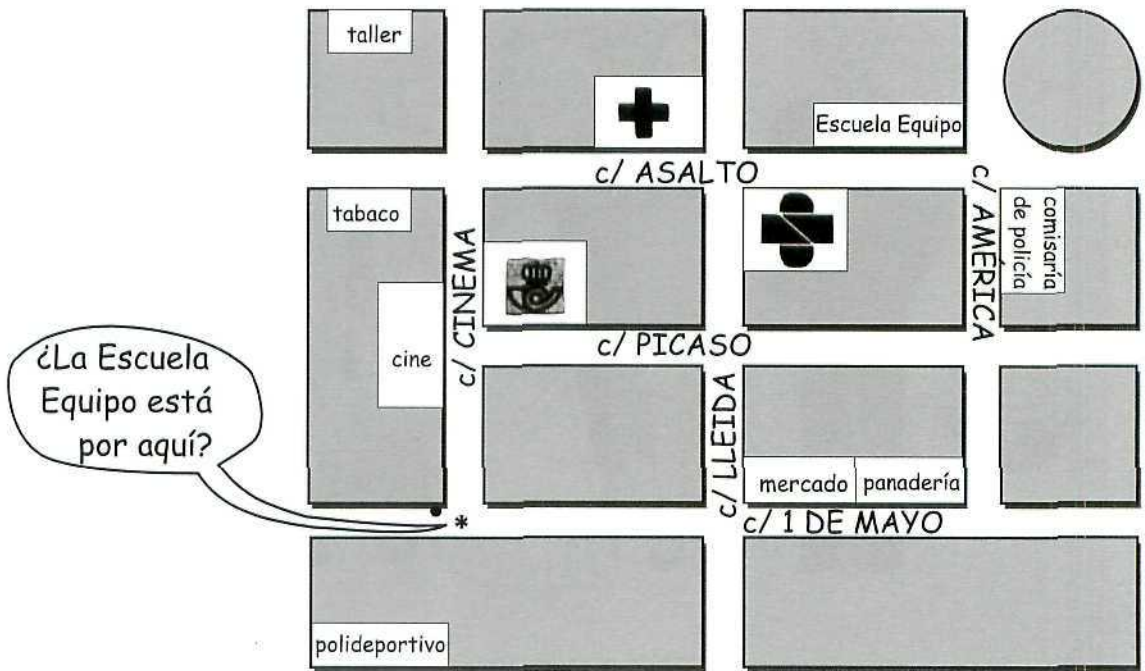 taller
Escuela Equipo
c/ ASALTO
tabaco
c/ CINEMA
c/ AMÉRICA
comisaría
de policía
cine
c/ PICASO
¿La Escuela
Equipo está
por aquí?
c/ LLEIDA
mercado
panadería
*
c/ 1 DE MAYO
polideportivo